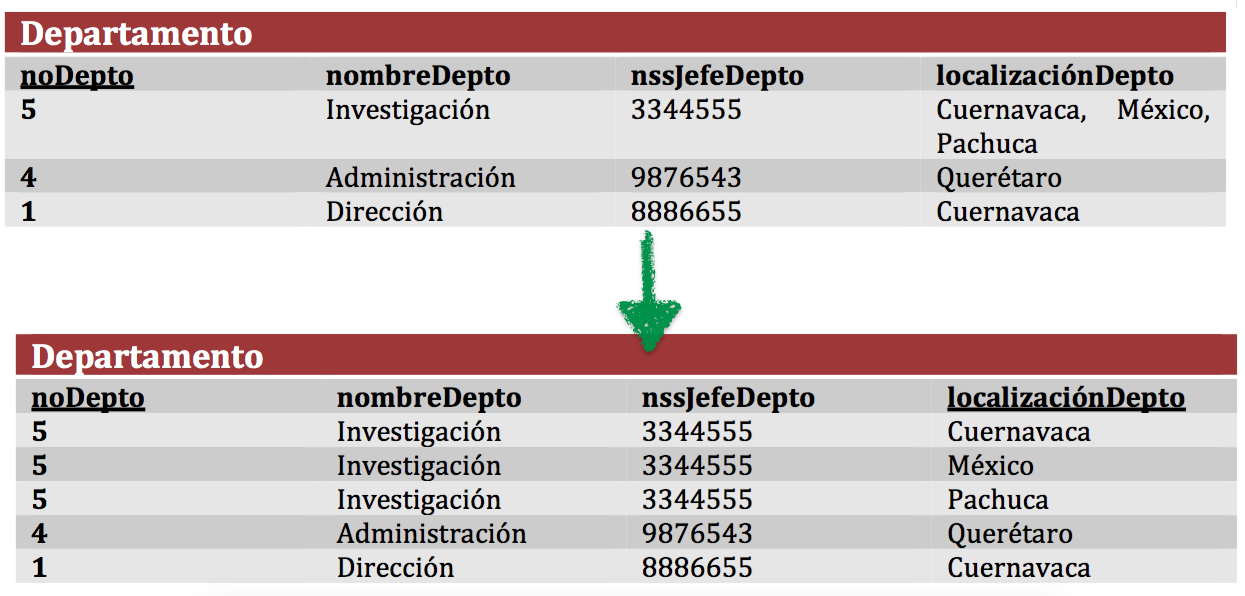 Departamento
noDepto nombreDepto nssJefeDepto localizaciónDepto
5 Investigación 3344555 Cuernavaca, México,
Pachuca
4 Administración 9876543 Querétaro
1 Dirección 8886655 Cuernavaca
Departamento
noDepto nombreDepto nssJefeDepto localizaciónDepto
5 Investigación 3344555 Cuernavaca
5 Investigación 3344555 México
5 Investigación 3344555 Pachuca
4 Administración 9876543 Querétaro
1 Dirección 8886655 Cuernavaca